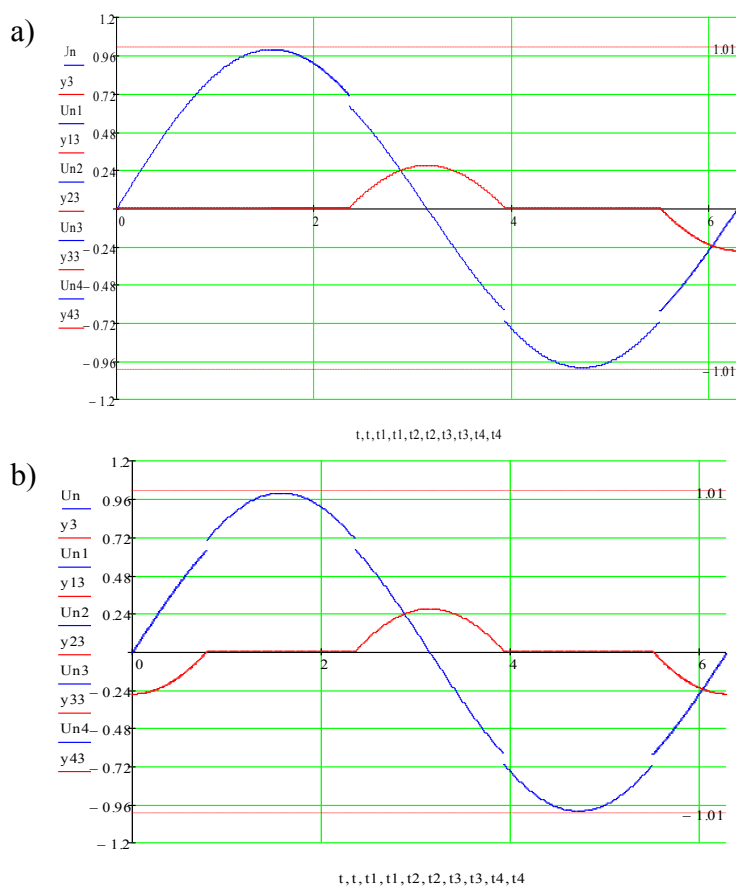 a)
1.2
Un
0.96
1.01
y3
0.72
Un1
y13
0.48
Un2
0.24
y23
0
2
4
6
Un3
−0.24
y33
−0.48
Un4
−0.72
y43
−0.96
−1.01
−1.2
t,t,t1,t1,t2,t2,t3,t3,t4,t4
b)
1.2
Un
0.96
1.01
y3
0.72
Un1
y13
0.48
Un2
0.24
y23
0
2
4
6
Un3
−0.24
y33
−0.48
Un4
−0.72
y43
−0.96
−1.01
−1.2
t,t,t1,t1,t2,t2,t3,t3,t4,t4